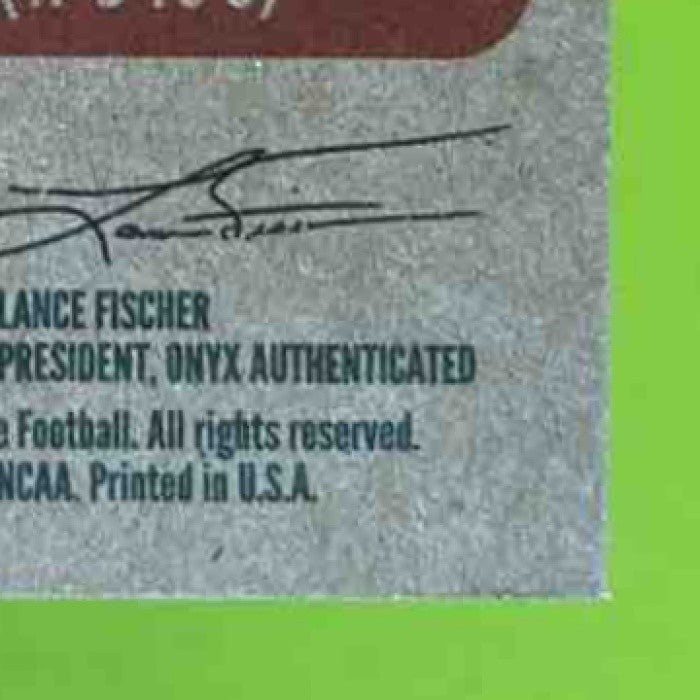 LANCE FISCHER
PRESIDENT, ONYX AUTHENTICATED
e Football. All rights reserved.
NCAA. Printed in U.S.A.